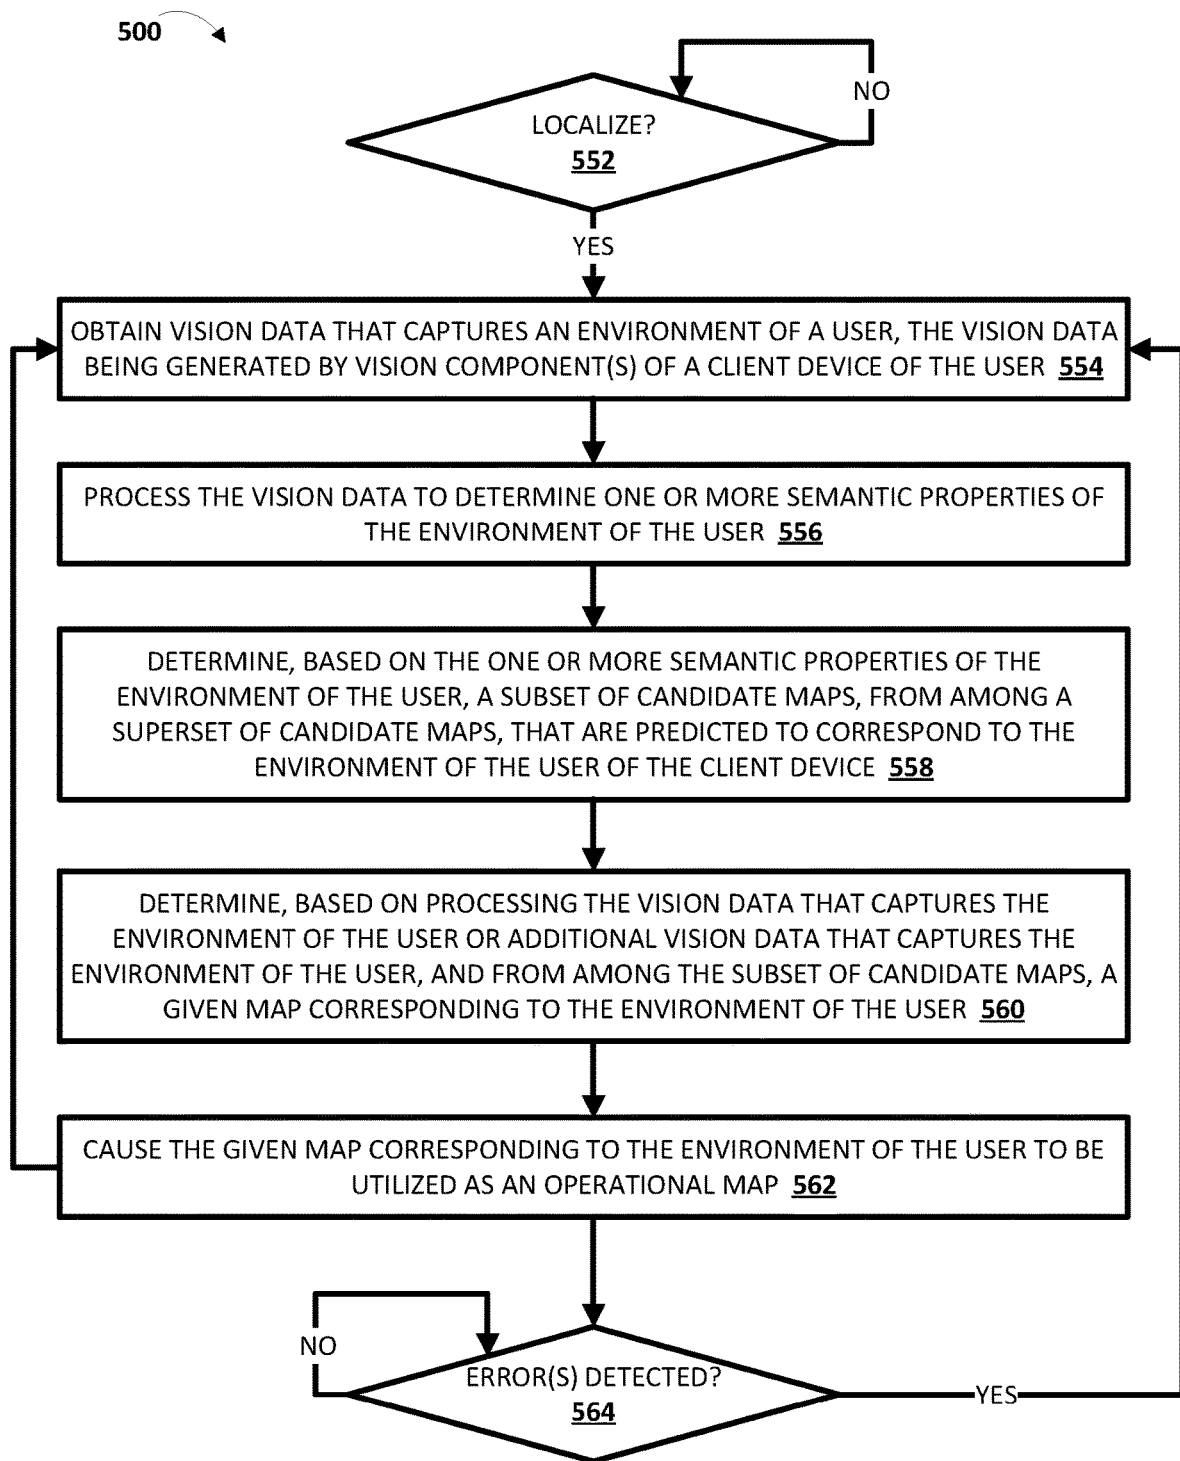 500
NO
LOCALIZE?
552
YES
OBTAIN VISION DATA THAT CAPTURES AN ENVIRONMENT OF A USER, THE VISION DATA
BEING GENERATED BY VISION COMPONENT(S) OF A CLIENT DEVICE OF THE USER 554
PROCESS THE VISION DATA TO DETERMINE ONE OR MORE SEMANTIC PROPERTIES OF
THE ENVIRONMENT OF THE USER 556
DETERMINE, BASED ON THE ONE OR MORE SEMANTIC PROPERTIES OF THE
ENVIRONMENT OF THE USER, A SUBSET OF CANDIDATE MAPS, FROM AMONG A
SUPERSET OF CANDIDATE MAPS, THAT ARE PREDICTED TO CORRESPOND TO THE
ENVIRONMENT OF THE USER OF THE CLIENT DEVICE 558
DETERMINE, BASED ON PROCESSING THE VISION DATA THAT CAPTURES THE
ENVIRONMENT OF THE USER OR ADDITIONAL VISION DATA THAT CAPTURES THE
ENVIRONMENT OF THE USER, AND FROM AMONG THE SUBSET OF CANDIDATE MAPS, A
GIVEN MAP CORRESPONDING TO THE ENVIRONMENT OF THE USER 560
CAUSE THE GIVEN MAP CORRESPONDING TO THE ENVIRONMENT OF THE USER TO BE
UTILIZED AS AN OPERATIONAL MAP 562
NO
ERROR(S) DETECTED?
564
YES